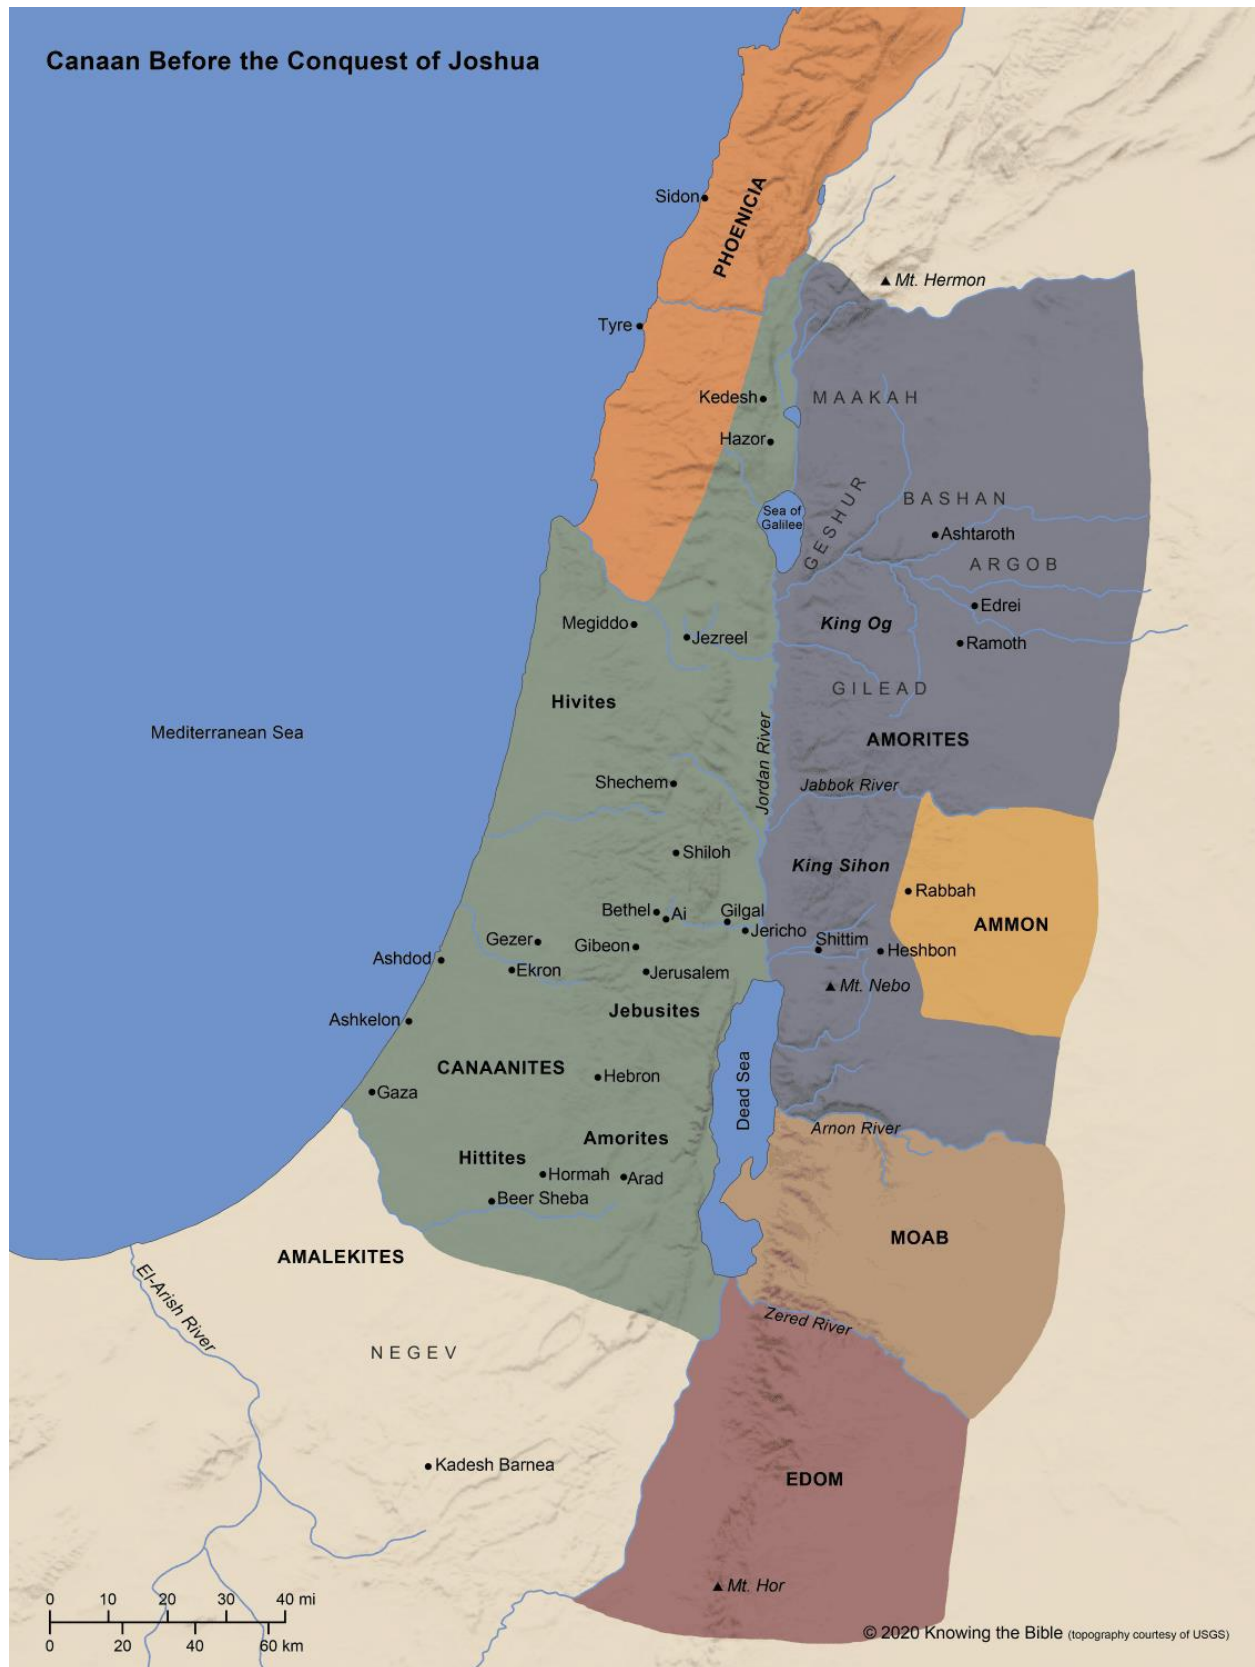 Canaan Before the Conquest of Joshua
Sidon
PHOENICIA
Mt. Hermon
Tyre
Kedesh
MAAKAH
Hazor
Sea of
Galilee
GESHUR
BASHAN
Ashtaroth
ARGOB
Edrei
Megiddo
Jezreel
King Og
Ramoth
GILEAD
Hivites
Mediterranean Sea
Jordan River
AMORITES
Shechem
Jabbok River
Shiloh
King Sihon
Rabbah
Bethel
Ai
Gilgal
Jericho
AMMON
Gezer
Gibeon
Shittim
Heshbon
Ashdod
Ekron
Jerusalem
Mt. Nebo
Jebusites
Ashkelon
CANAANITES
Hebron
Dead Sea
Gaza
Arnon River
Amorites
Hittites
Hormah
Arad
Beer Sheba
MOAB
AMALEKITES
El-Arish River
Zered River
NEGEV
Kadesh Barnea
EDOM
Mt. Hor
0 10 20 30 40 mi
0 20 40 60 km
© 2020 Knowing the Bible (topography courtesy of USGS)